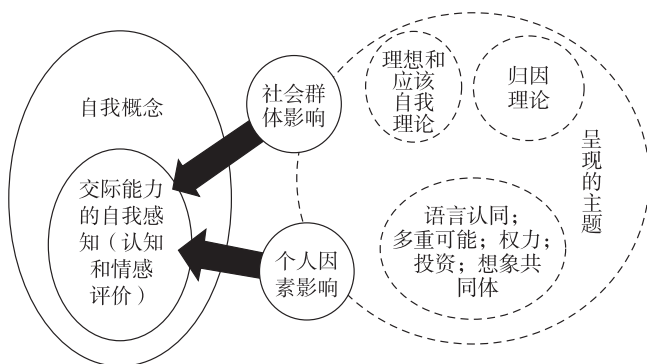 自我概念
交际能力
的自我感
知（认知
和情感
评价）
社会群
体影响
个人因
素影响
理想和
应该
自我
理论
归因
理论
语言认同；
多重可能；权力；
投资；想象共
同体
呈现的主题